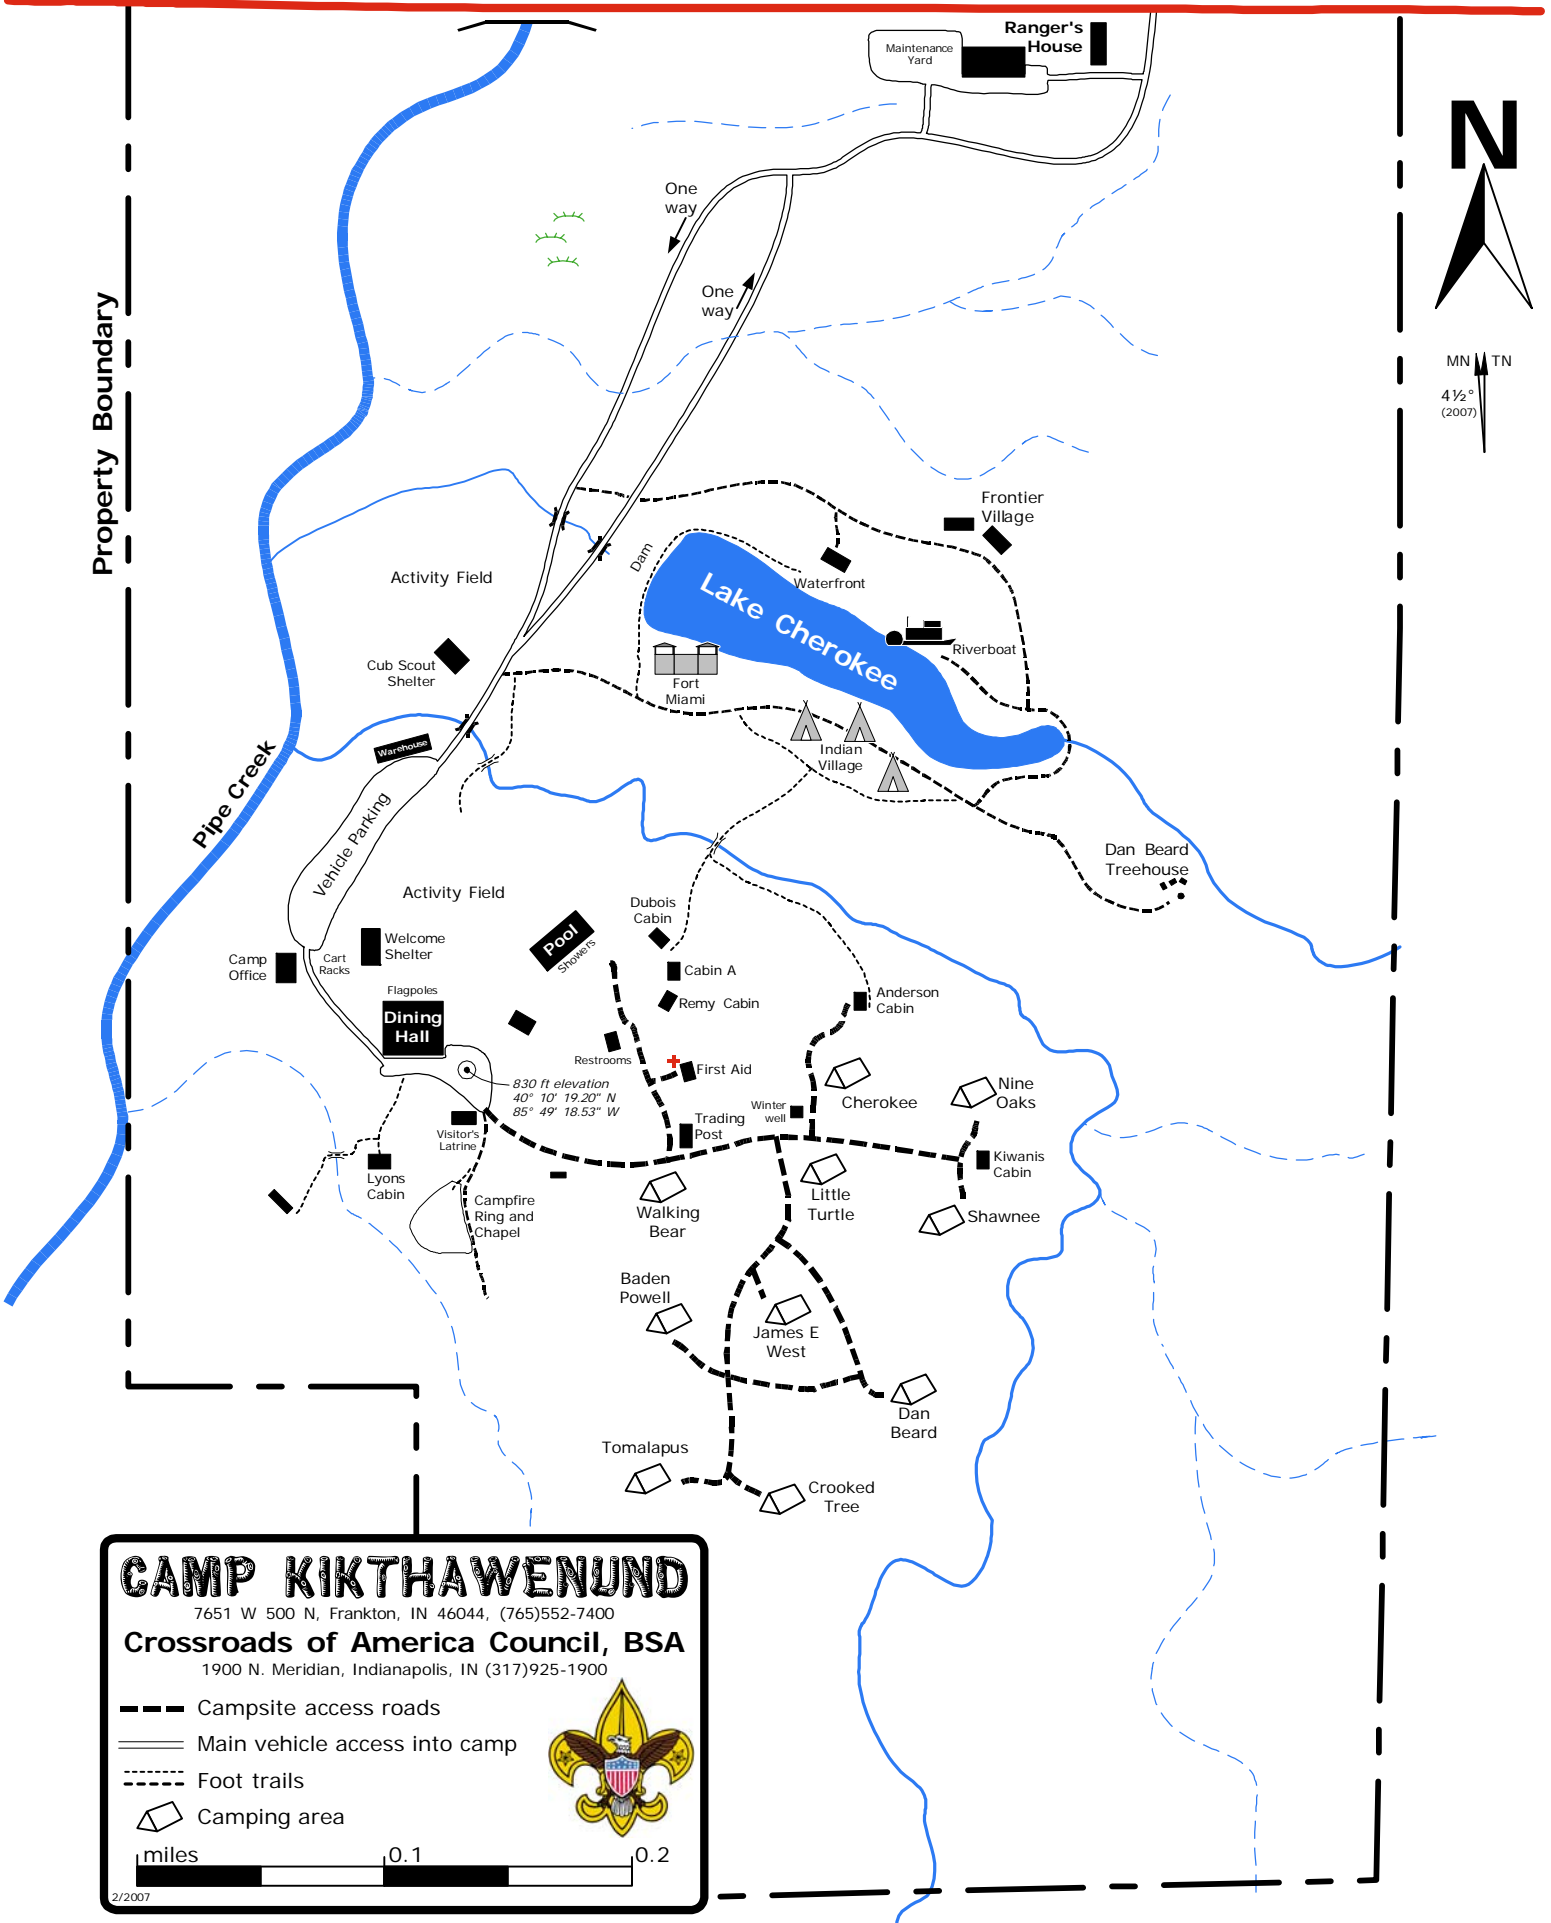 Ranger's
House
Maintenance
Yard
N
One
way
One
way
MN TN
4½°
(2007)
Property Boundary
Frontier
Village
Dam
Waterfront
Activity Field
Lake Cherokee
Riverboat
Cub Scout
Shelter
Fort
Miami
Indian
Village
Warehouse
Pipe Creek
Vehicle Parking
Dan Beard
Treehouse
Activity Field
Dubois
Cabin
Pool
Showers
Welcome
Shelter
Camp
Office
Cart
Racks
Cabin A
Remy Cabin
Anderson
Cabin
Flagpoles
Dining
Hall
Restrooms
First Aid
830 ft elevation
40° 10' 19.20" N
85° 49' 18.53" W
Cherokee
Nine
Oaks
Winter
well
Trading
Post
Visitor's
Latrine
Kiwanis
Cabin
Lyons
Cabin
Campfire
Ring and
Chapel
Walking
Bear
Little
Turtle
Shawnee
Baden
Powell
James E
West
Dan
Beard
Tomalapus
Crooked
Tree
CAMP KIKTHAWENUND
7651 W 500 N, Frankton, IN 46044, (765)552-7400
Crossroads of America Council, BSA
1900 N. Meridian, Indianapolis, IN (317)925-1900
Campsite access roads
Main vehicle access into camp
Foot trails
Camping area
miles 0.1 0.2
2/2007